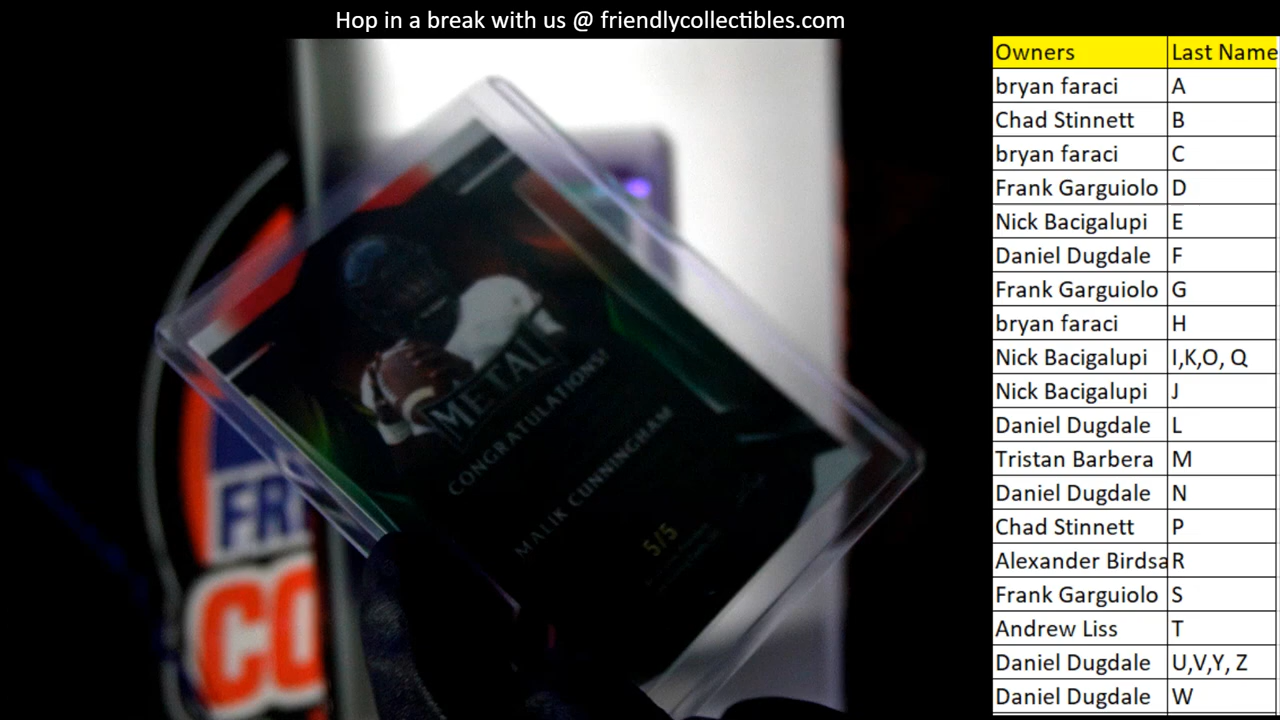 Hop in a break with us @ friendlycollectibles.com
Owners Last Name
bryan faraci A
Chad Stinnett B
bryan faraci C
Frank Garguiolo D
Nick Bacigalupi E
Daniel Dugdale F
Frank Garguiolo G
bryan faraci H
Nick Bacigalupi I,K,O, Q
Nick Bacigalupi J
Daniel Dugdale L
Tristan Barbera M
Daniel Dugdale N
Chad Stinnett P
Alexander Birdsa R
Frank Garguiolo S
Andrew Liss T
Daniel Dugdale U,V,Y, Z
Daniel Dugdale W
METAL
CONGRATULATIONS!
MALIK CUNNINGHAM
5/5
FRI
CO